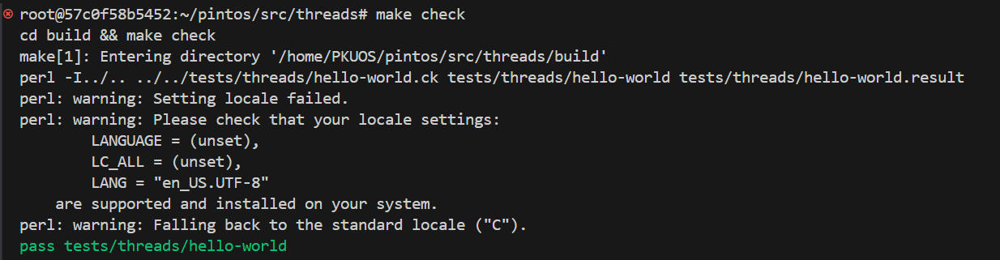 root@57c0f58b5452:~/pintos/src/threads# make check
cd build && make check
make[1]: Entering directory '/home/PKUOS/pintos/src/threads/build'
perl -I../.. ../../tests/threads/hello-world.ck tests/threads/hello-world tests/threads/hello-world.result
perl: warning: Setting locale failed.
perl: warning: Please check that your locale settings:
        LANGUAGE = (unset),
        LC_ALL = (unset),
        LANG = "en_US.UTF-8"
    are supported and installed on your system.
perl: warning: Falling back to the standard locale ("C").
pass tests/threads/hello-world